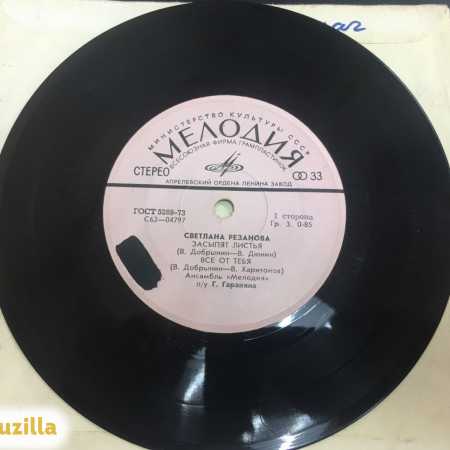 МИНИСТЕРСТВО КУЛЬТУРЫ СССР
МЕЛОДИЯ
ВСЕСОЮЗНАЯ ФИРМА ГРАМПЛАСТИНОК
СТЕРЕО
33
АПРЕЛЕВСКИЙ ОРДЕНА ЛЕНИНА ЗАВОД
ГОСТ 5289-73
С62—04797
1 сторона
Гр. 3. 0-85
СВЕТЛАНА РЕЗАНОВА
ЗАСЫПЯТ ЛИСТЬЯ
(В. Добрынин—В. Дюнин)
ВСЕ ОТ ТЕБЯ
(В. Добрынин—В. Харитонов)
Ансамбль «Мелодия»
п/у Г. Гараняна
uzilla